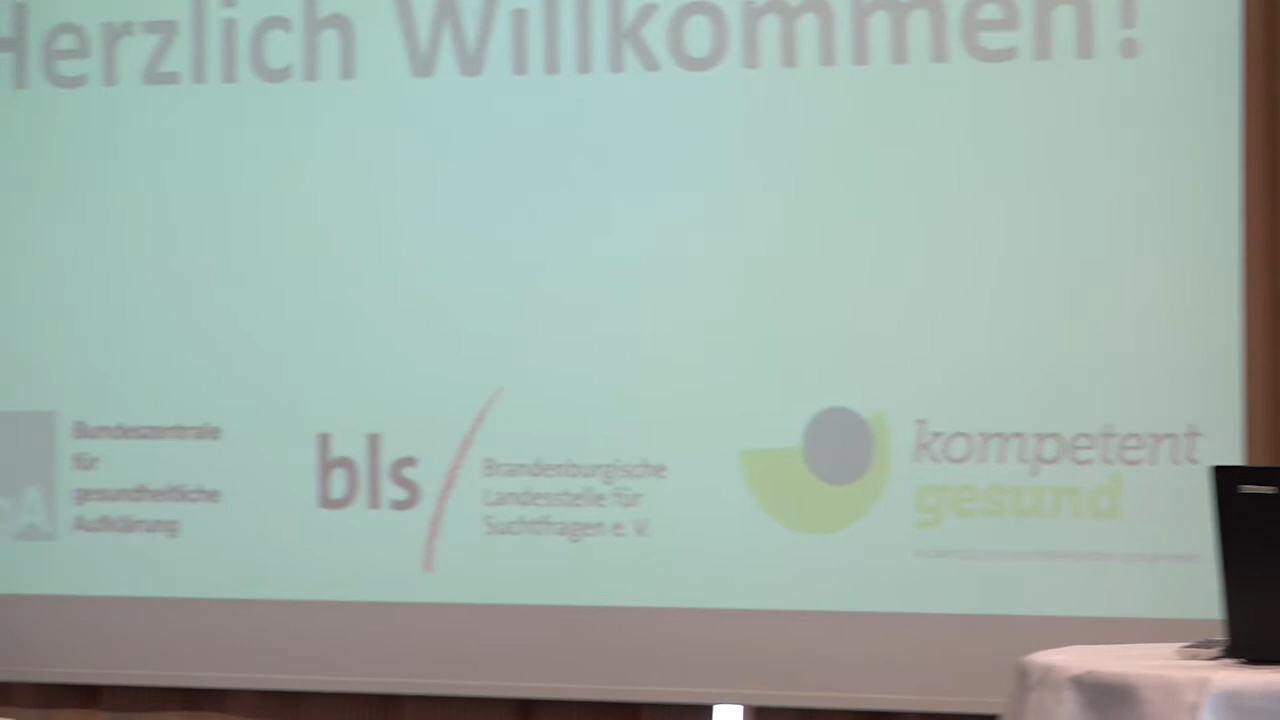 Herzlich Willkommen!
Bundeszentrale
für
gesundheitliche
Aufklärung
bls
Brandenburgische
Landesstelle für
Suchtfragen e. V.
kompetent
gesund